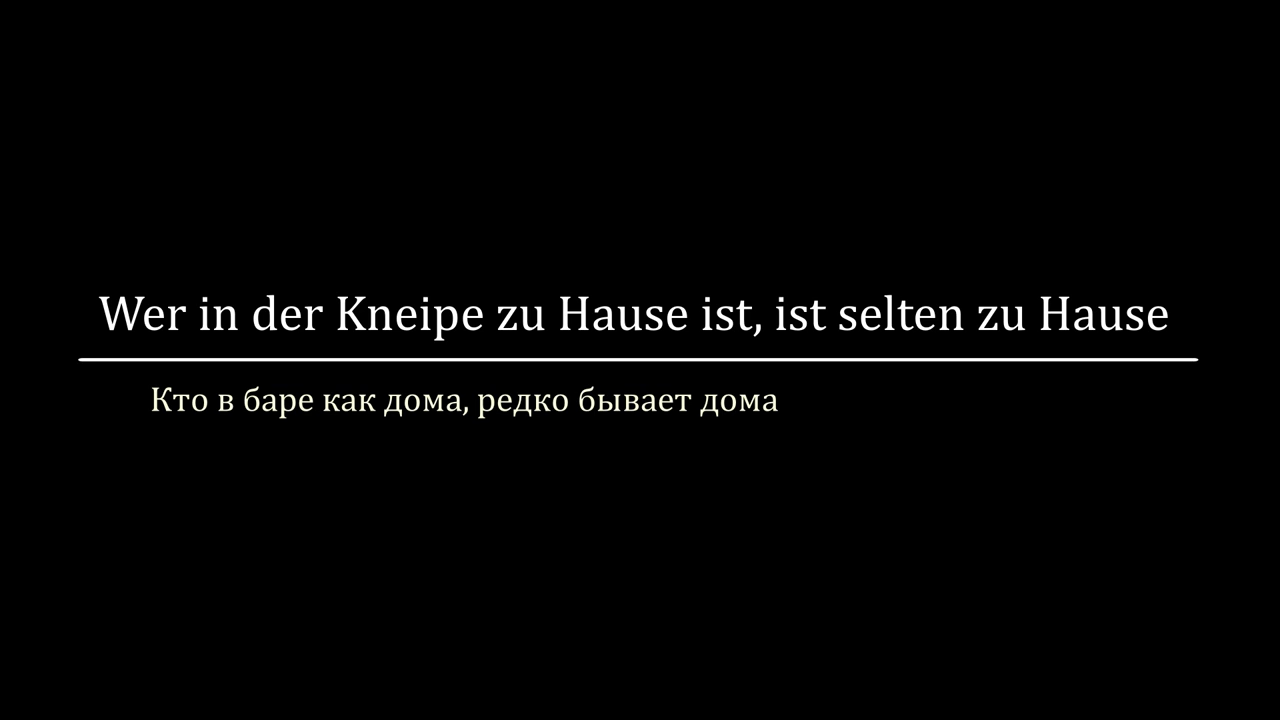 Wer in der Kneipe zu Hause ist, ist selten zu Hause
Кто в баре как дома, редко бывает дома